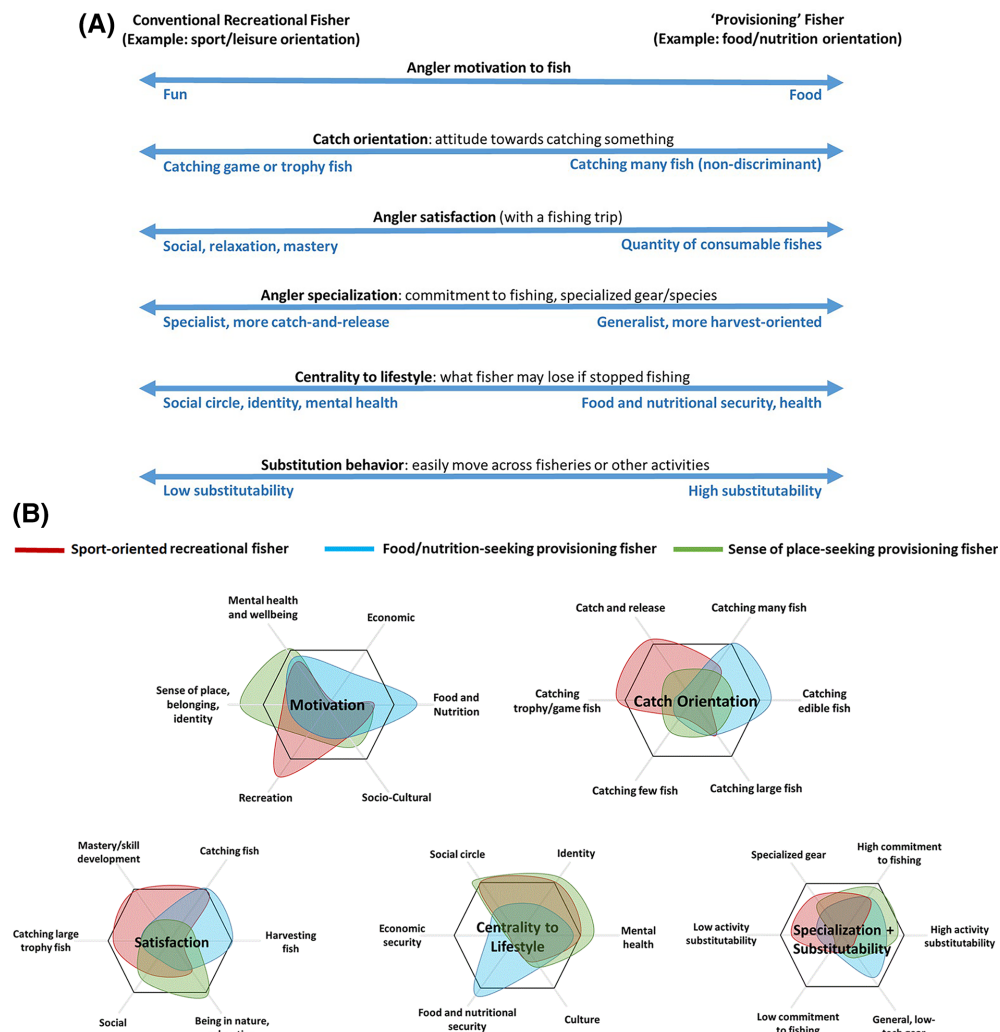 (A)
Conventional Recreational Fisher
(Example: sport/leisure orientation)
‘Provisioning’ Fisher
(Example: food/nutrition orientation)
Angler motivation to fish
Fun
Food
Catch orientation: attitude towards catching something
Catching game or trophy fish
Catching many fish (non-discriminant)
Angler satisfaction (with a fishing trip)
Social, relaxation, mastery
Quantity of consumable fishes
Angler specialization: commitment to fishing, specialized gear/species
Specialist, more catch-and-release
Generalist, more harvest-oriented
Centrality to lifestyle: what fisher may lose if stopped fishing
Social circle, identity, mental health
Food and nutritional security, health
Substitution behavior: easily move across fisheries or other activities
Low substitutability
High substitutability
(B)
Sport-oriented recreational fisher
Food/nutrition-seeking provisioning fisher
Sense of place-seeking provisioning fisher
Mental health
and wellbeing
Economic
Sense of place,
belonging,
identity
Motivation
Food and
Nutrition
Recreation
Socio-Cultural
Catch and release
Catching many fish
Catching
trophy/game fish
Catch Orientation
Catching
edible fish
Catching few fish
Catching large fish
Mastery/skill
development
Catching fish
Catching large
trophy fish
Satisfaction
Harvesting
fish
Social
Being in nature,
Social circle
Identity
Economic
security
Centrality to
Lifestyle
Mental
health
Food and nutritional
security
Culture
Specialized gear
High commitment
to fishing
Low activity
substitutability
Specialization +
Substitutability
High activity
substitutability
Low commitment
to fishing
General, low-